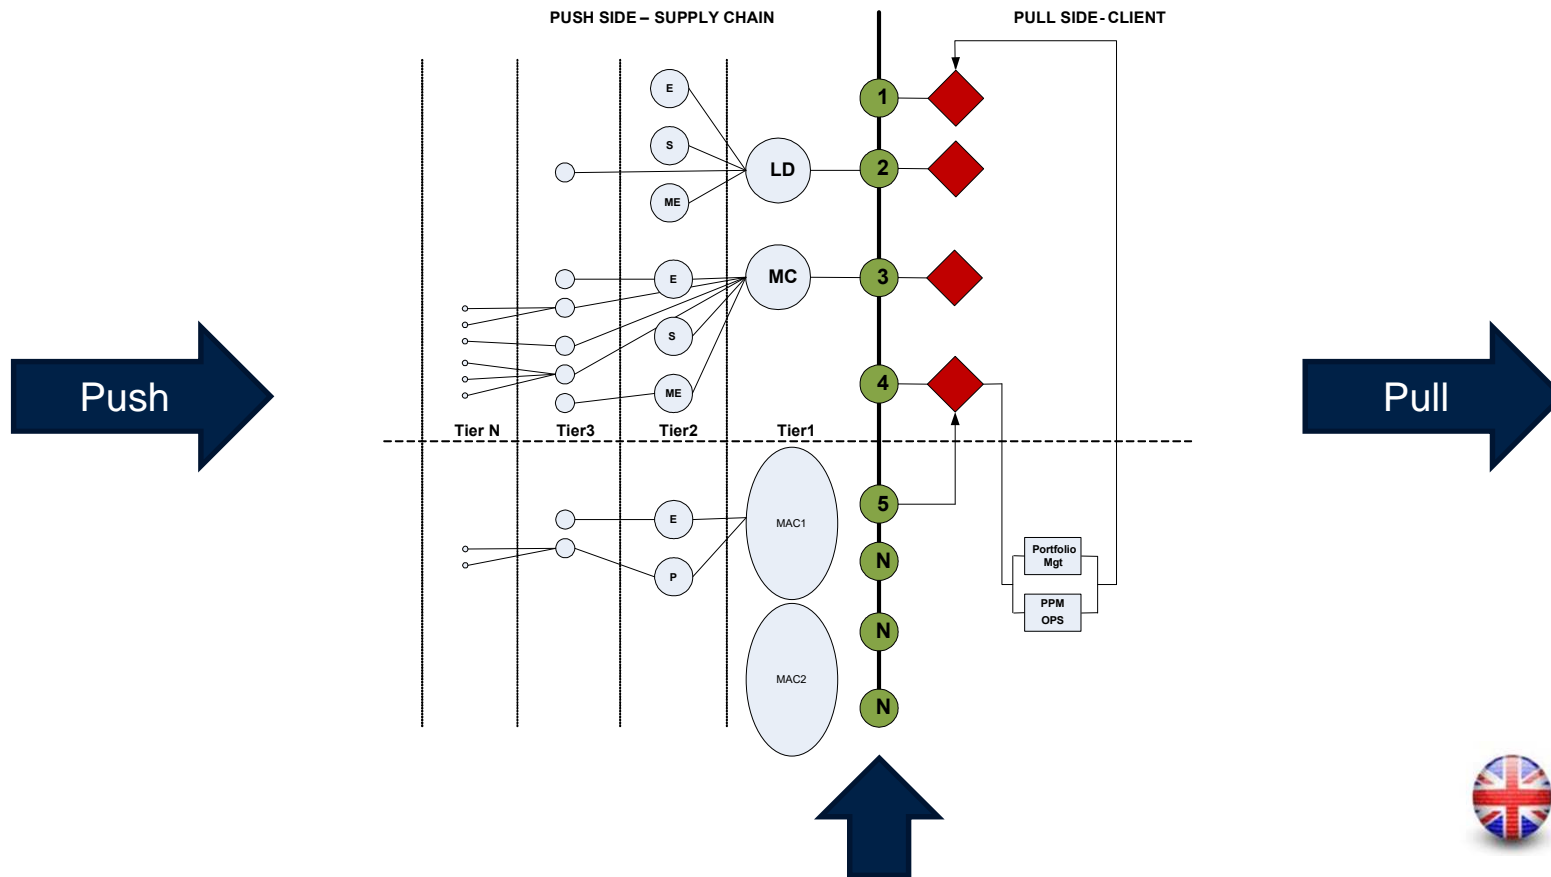 PUSH SIDE – SUPPLY CHAIN
PULL SIDE- CLIENT
E
1
S
LD
2
ME
E
MC
3
S
Push
ME
4
Pull
Tier N
Tier3
Tier2
Tier1
E
MAC1
5
P
N
Portfolio
Mgt
PPM
OPS
N
MAC2
N